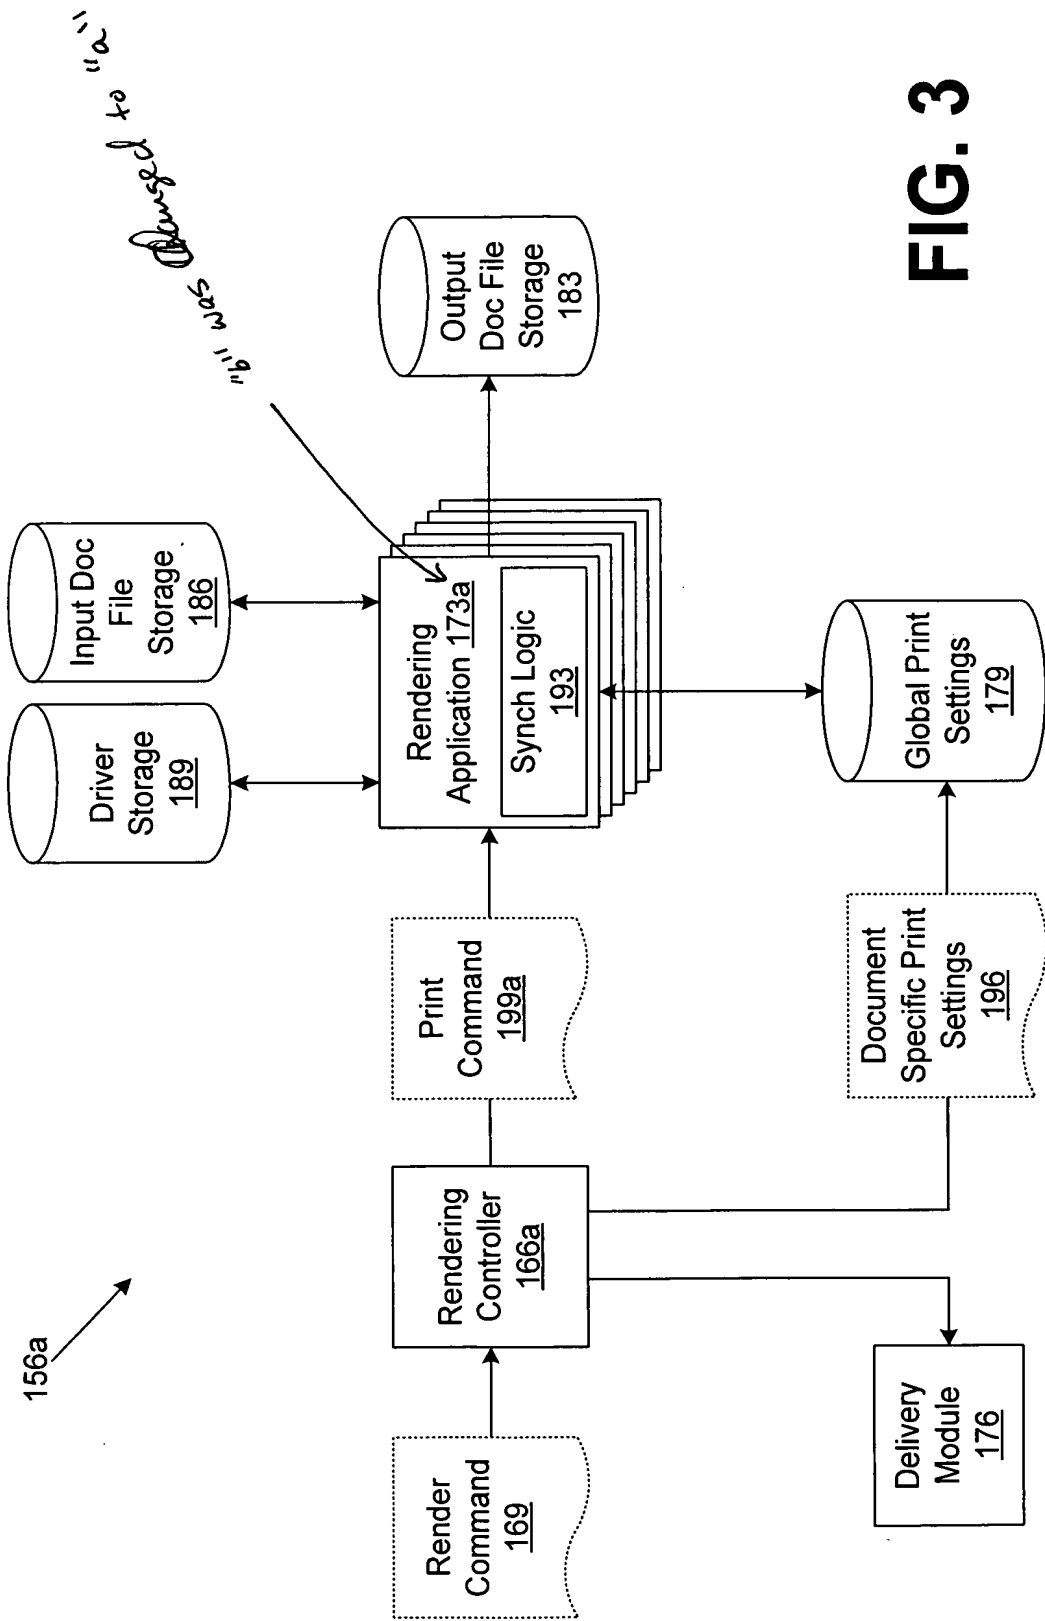 156a
Driver
Storage
189
Input Doc
File
Storage
186
"b" was changed to "a"
Render
Command
169
Rendering
Controller
166a
Print
Command
199a
Rendering
Application 173a
Synch Logic
193
Output
Doc File
Storage
183
Delivery
Module
176
Document
Specific Print
Settings
196
Global Print
Settings
179
FIG. 3